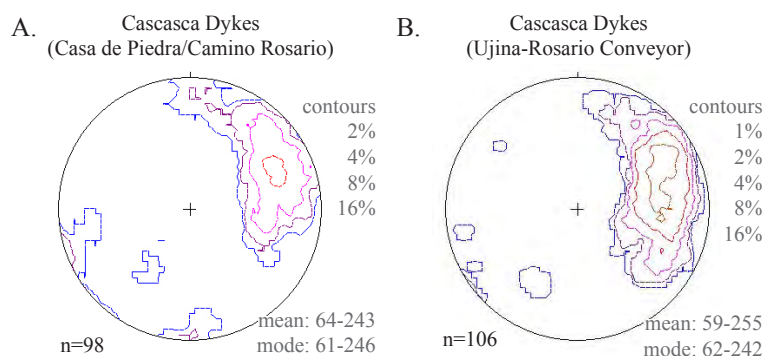 A.
Cascasca Dykes
(Casa de Piedra/Camino Rosario)
contours
2%
4%
8%
16%
n=98
mean: 64-243
mode: 61-246
B.
Cascasca Dykes
(Ujina-Rosario Conveyor)
contours
1%
2%
4%
8%
16%
n=106
mean: 59-255
mode: 62-242